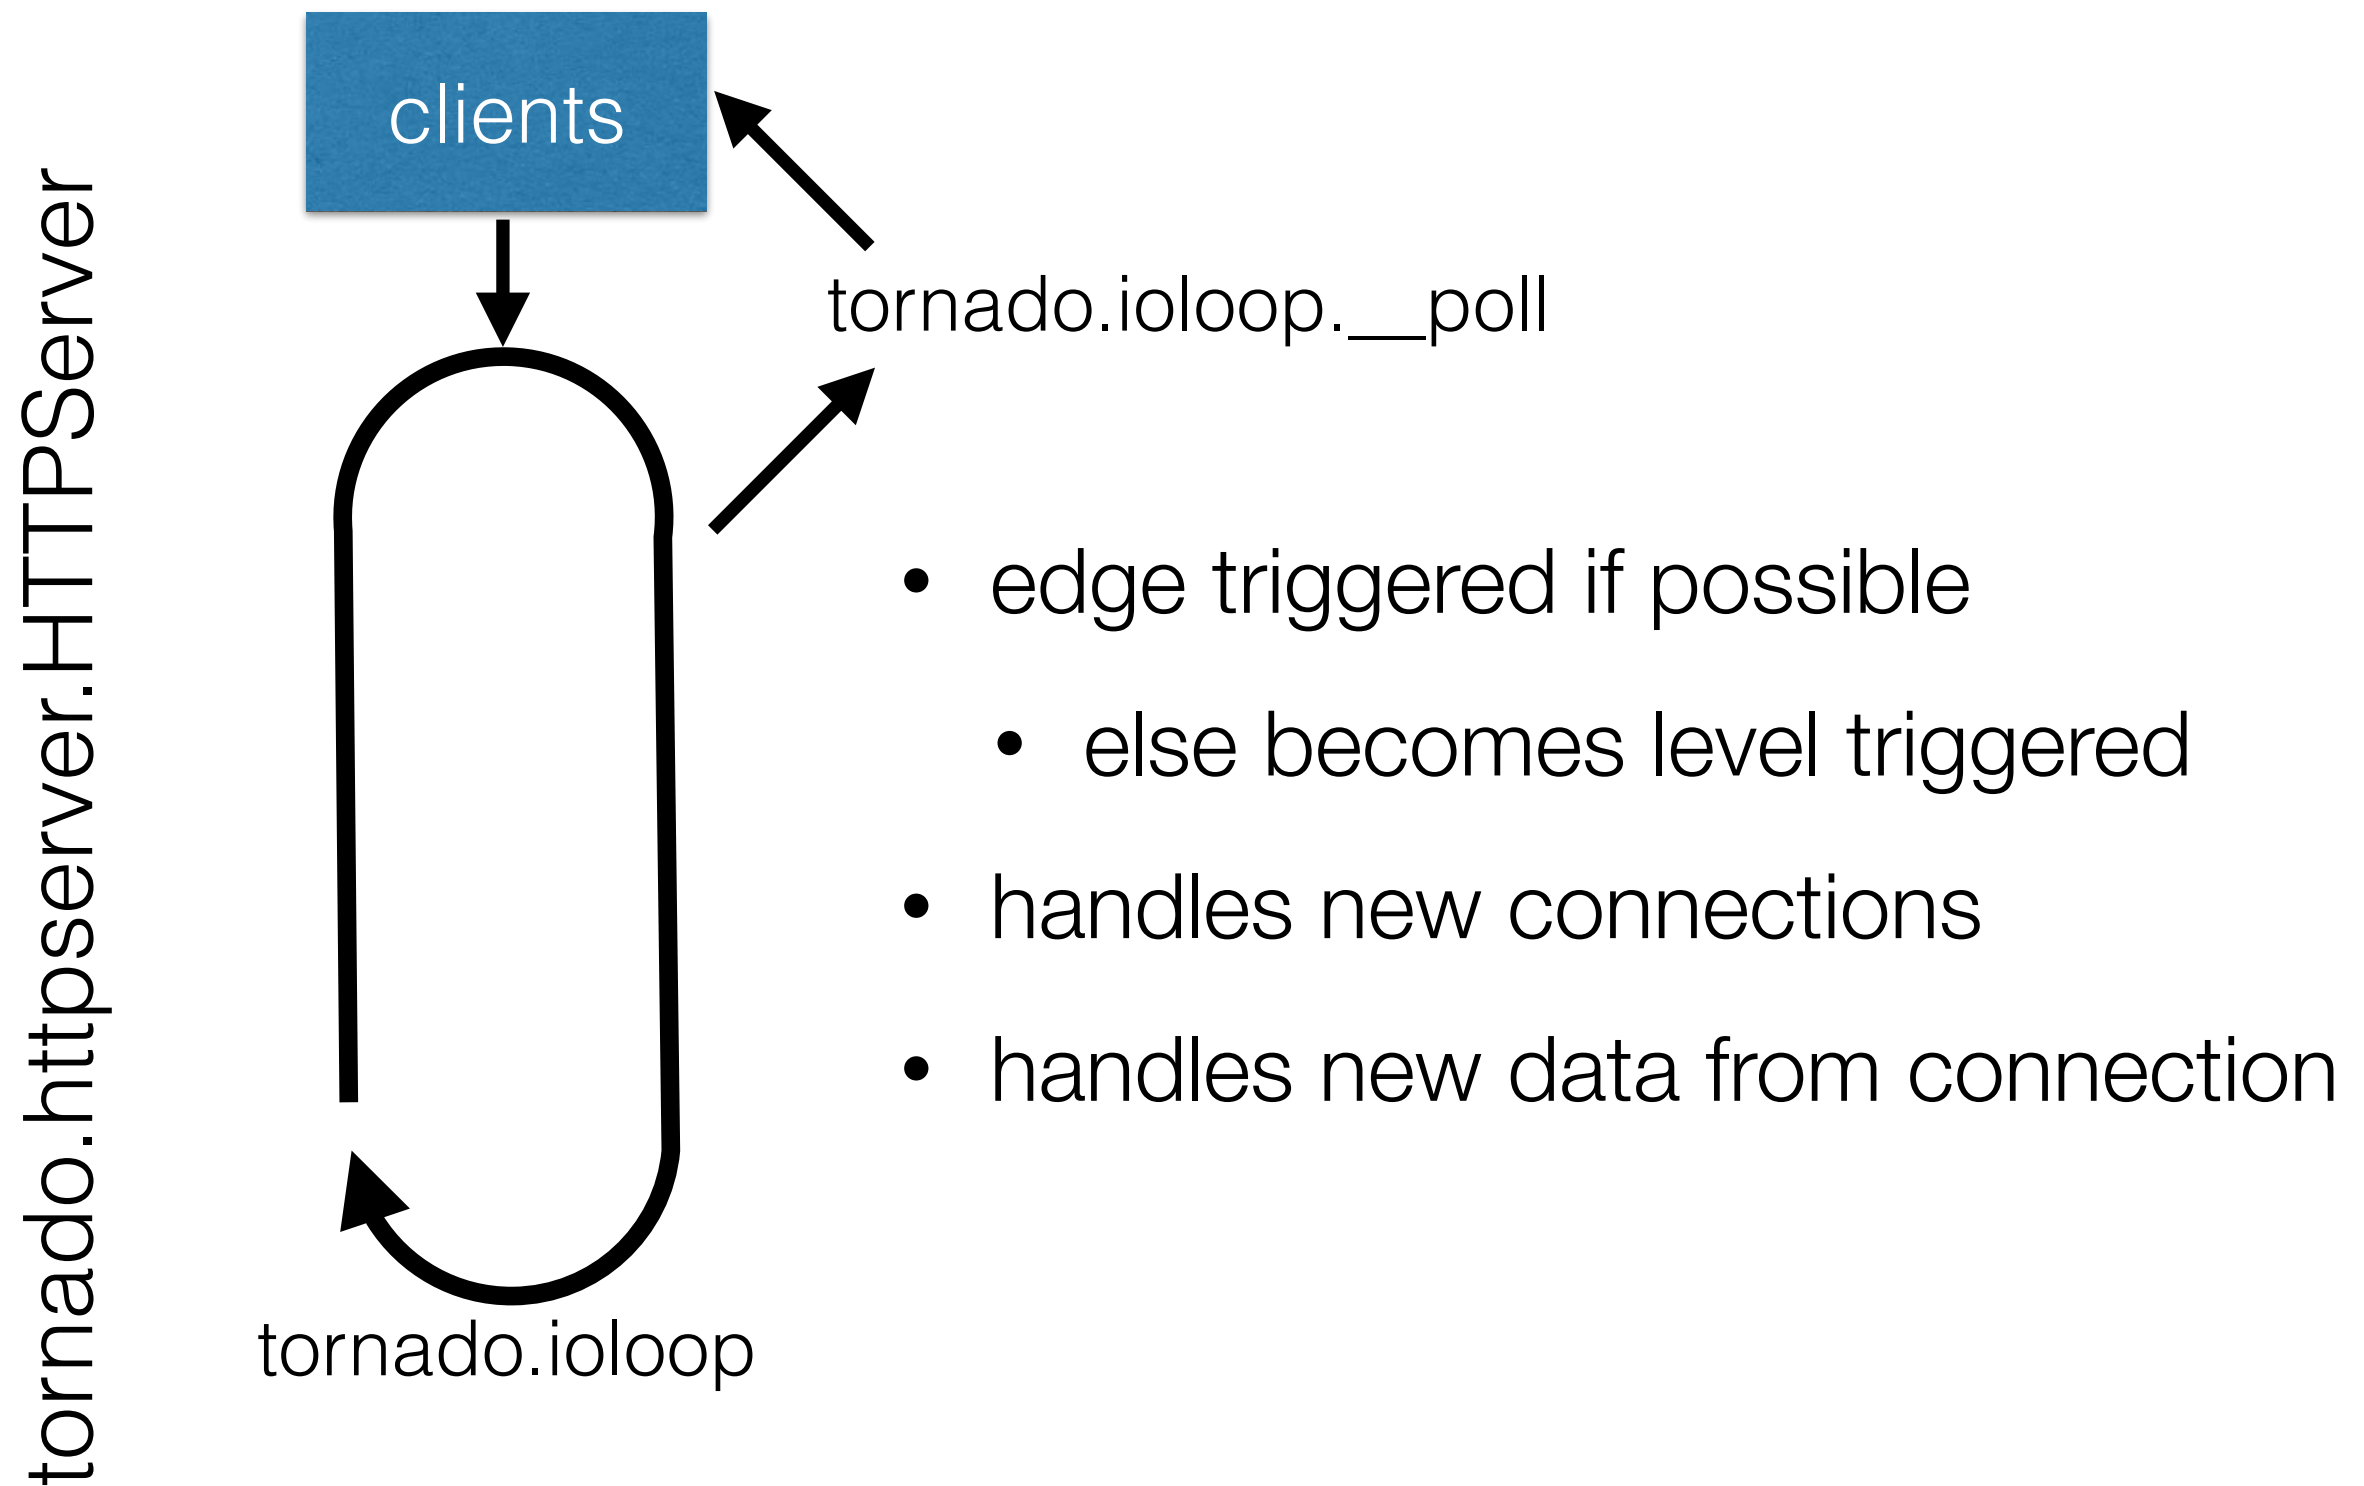 tornado.httpserver.HTTPServer
clients
tornado.ioloop.__poll
• edge triggered if possible
• else becomes level triggered
• handles new connections
• handles new data from connection
tornado.ioloop